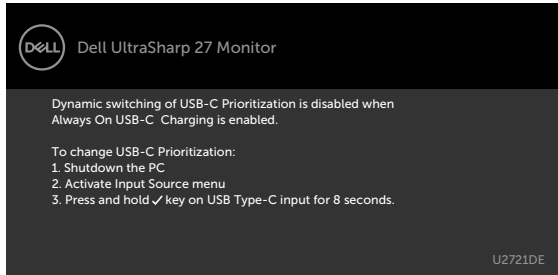 DELL
Dell UltraSharp 27 Monitor
Dynamic switching of USB-C Prioritization is disabled when
Always On USB-C  Charging is enabled.
To change USB-C Prioritization:
1. Shutdown the PC
2. Activate Input Source menu
3. Press and hold ✓ key on USB Type-C input for 8 seconds.
U2721DE